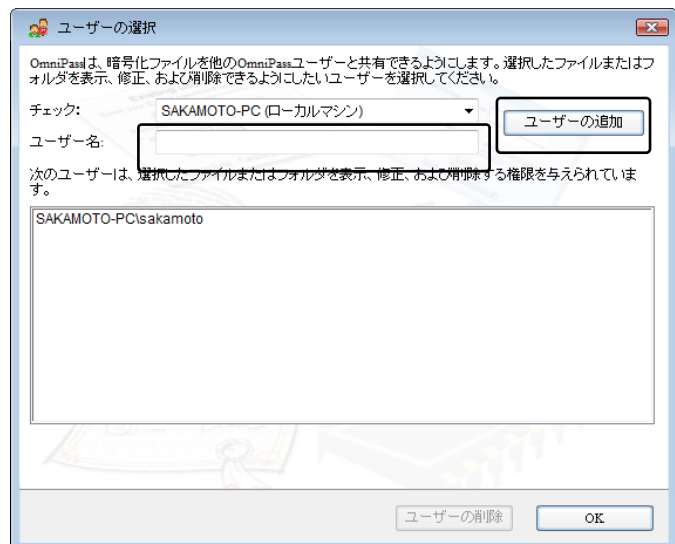 ユーザーの選択
OmniPassは、暗号化ファイルを他のOmniPassユーザーと共有できるようにします。選択したファイルまたはフ
ォルダを表示、修正、および削除できるようにしたいユーザーを選択してください。
チェック:
SAKAMOTO-PC (ローカルマシン)
ユーザーの追加
ユーザー名:
次のユーザーは、選択したファイルまたはフォルダを表示、修正、および削除する権限を与えられていま
す。
SAKAMOTO-PC\sakamoto
ユーザーの削除
OK